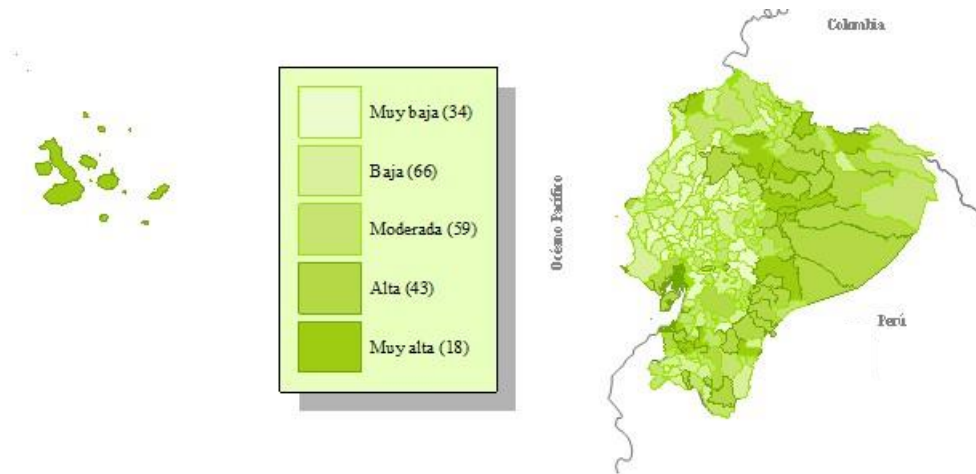 Colombia
Muy baja (34)
Baja (66)
Moderada (59)
Alta (43)
Muy alta (18)
Océano Pacífico
Perú